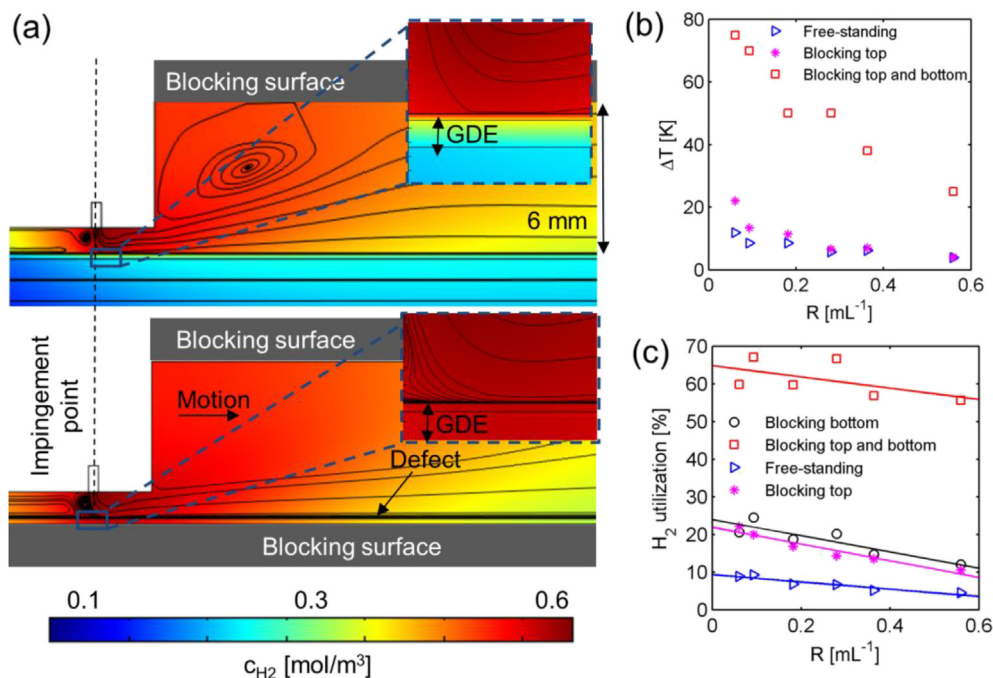 (a)
Blocking surface
GDE
6 mm
Impingement
point
Blocking surface
Motion
GDE
Defect
Blocking surface
0.1 0.3 0.6
c_H2 [mol/m³]
(b)
Free-standing
Blocking top
Blocking top and bottom
80
60
40
20
0
ΔT [K]
0 0.2 0.4 0.6
R [mL⁻¹]
(c)
70
60
50
40
30
20
10
0
H₂ utilization [%]
Blocking bottom
Blocking top and bottom
Free-standing
Blocking top
0 0.2 0.4 0.6
R [mL⁻¹]